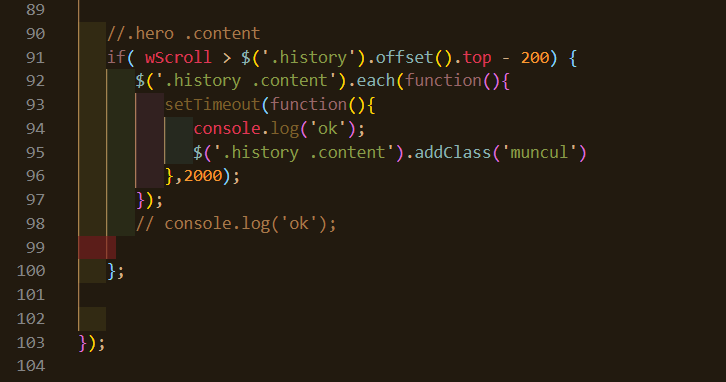 89
90 //.hero .content
91 if( wScroll > $('.history').offset().top - 200) {
92 $('.history .content').each(function(){
93 setTimeout(function(){
94 console.log('ok');
95 $('.history .content').addClass('muncul')
96 },2000);
97 });
98 // console.log('ok');
99
100 };
101
102
103 });
104